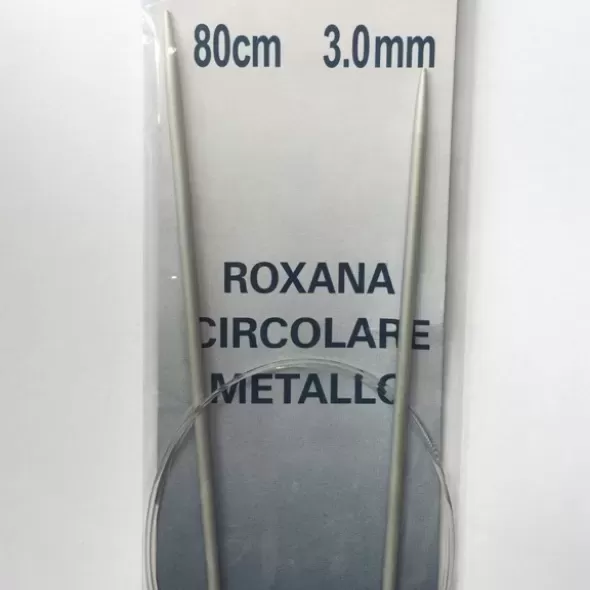 80cm 3.0mm
ROXANA
CIRCOLARE
METALLO